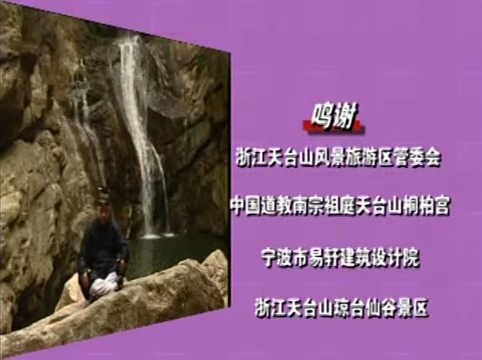 鸣谢
浙江天台山风景旅游区管委会
中国道教南宗祖庭天台山桐柏宫
宁波市易轩建筑设计院
浙江天台山琼台仙谷景区